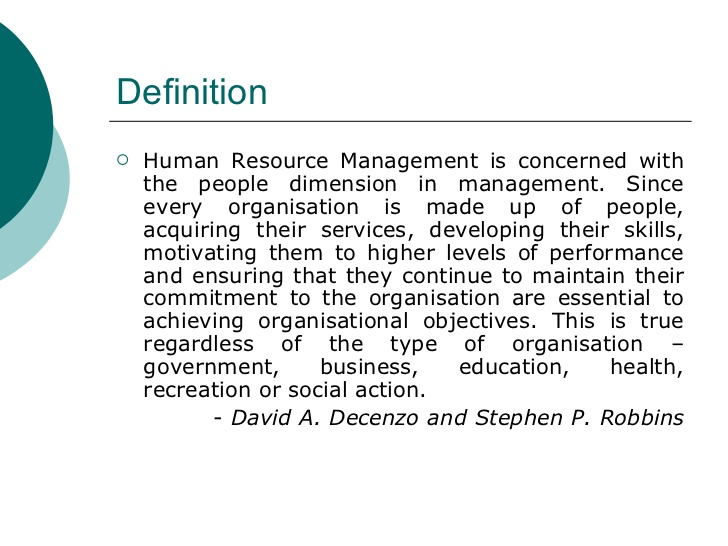 Definition
Human Resource Management is concerned with
the people dimension in management. Since
every organisation is made up of people,
acquiring their services, developing their skills,
motivating them to higher levels of performance
and ensuring that they continue to maintain their
commitment to the organisation are essential to
achieving organisational objectives. This is true
regardless of the type of organisation –
government, business, education, health,
recreation or social action.
- David A. Decenzo and Stephen P. Robbins